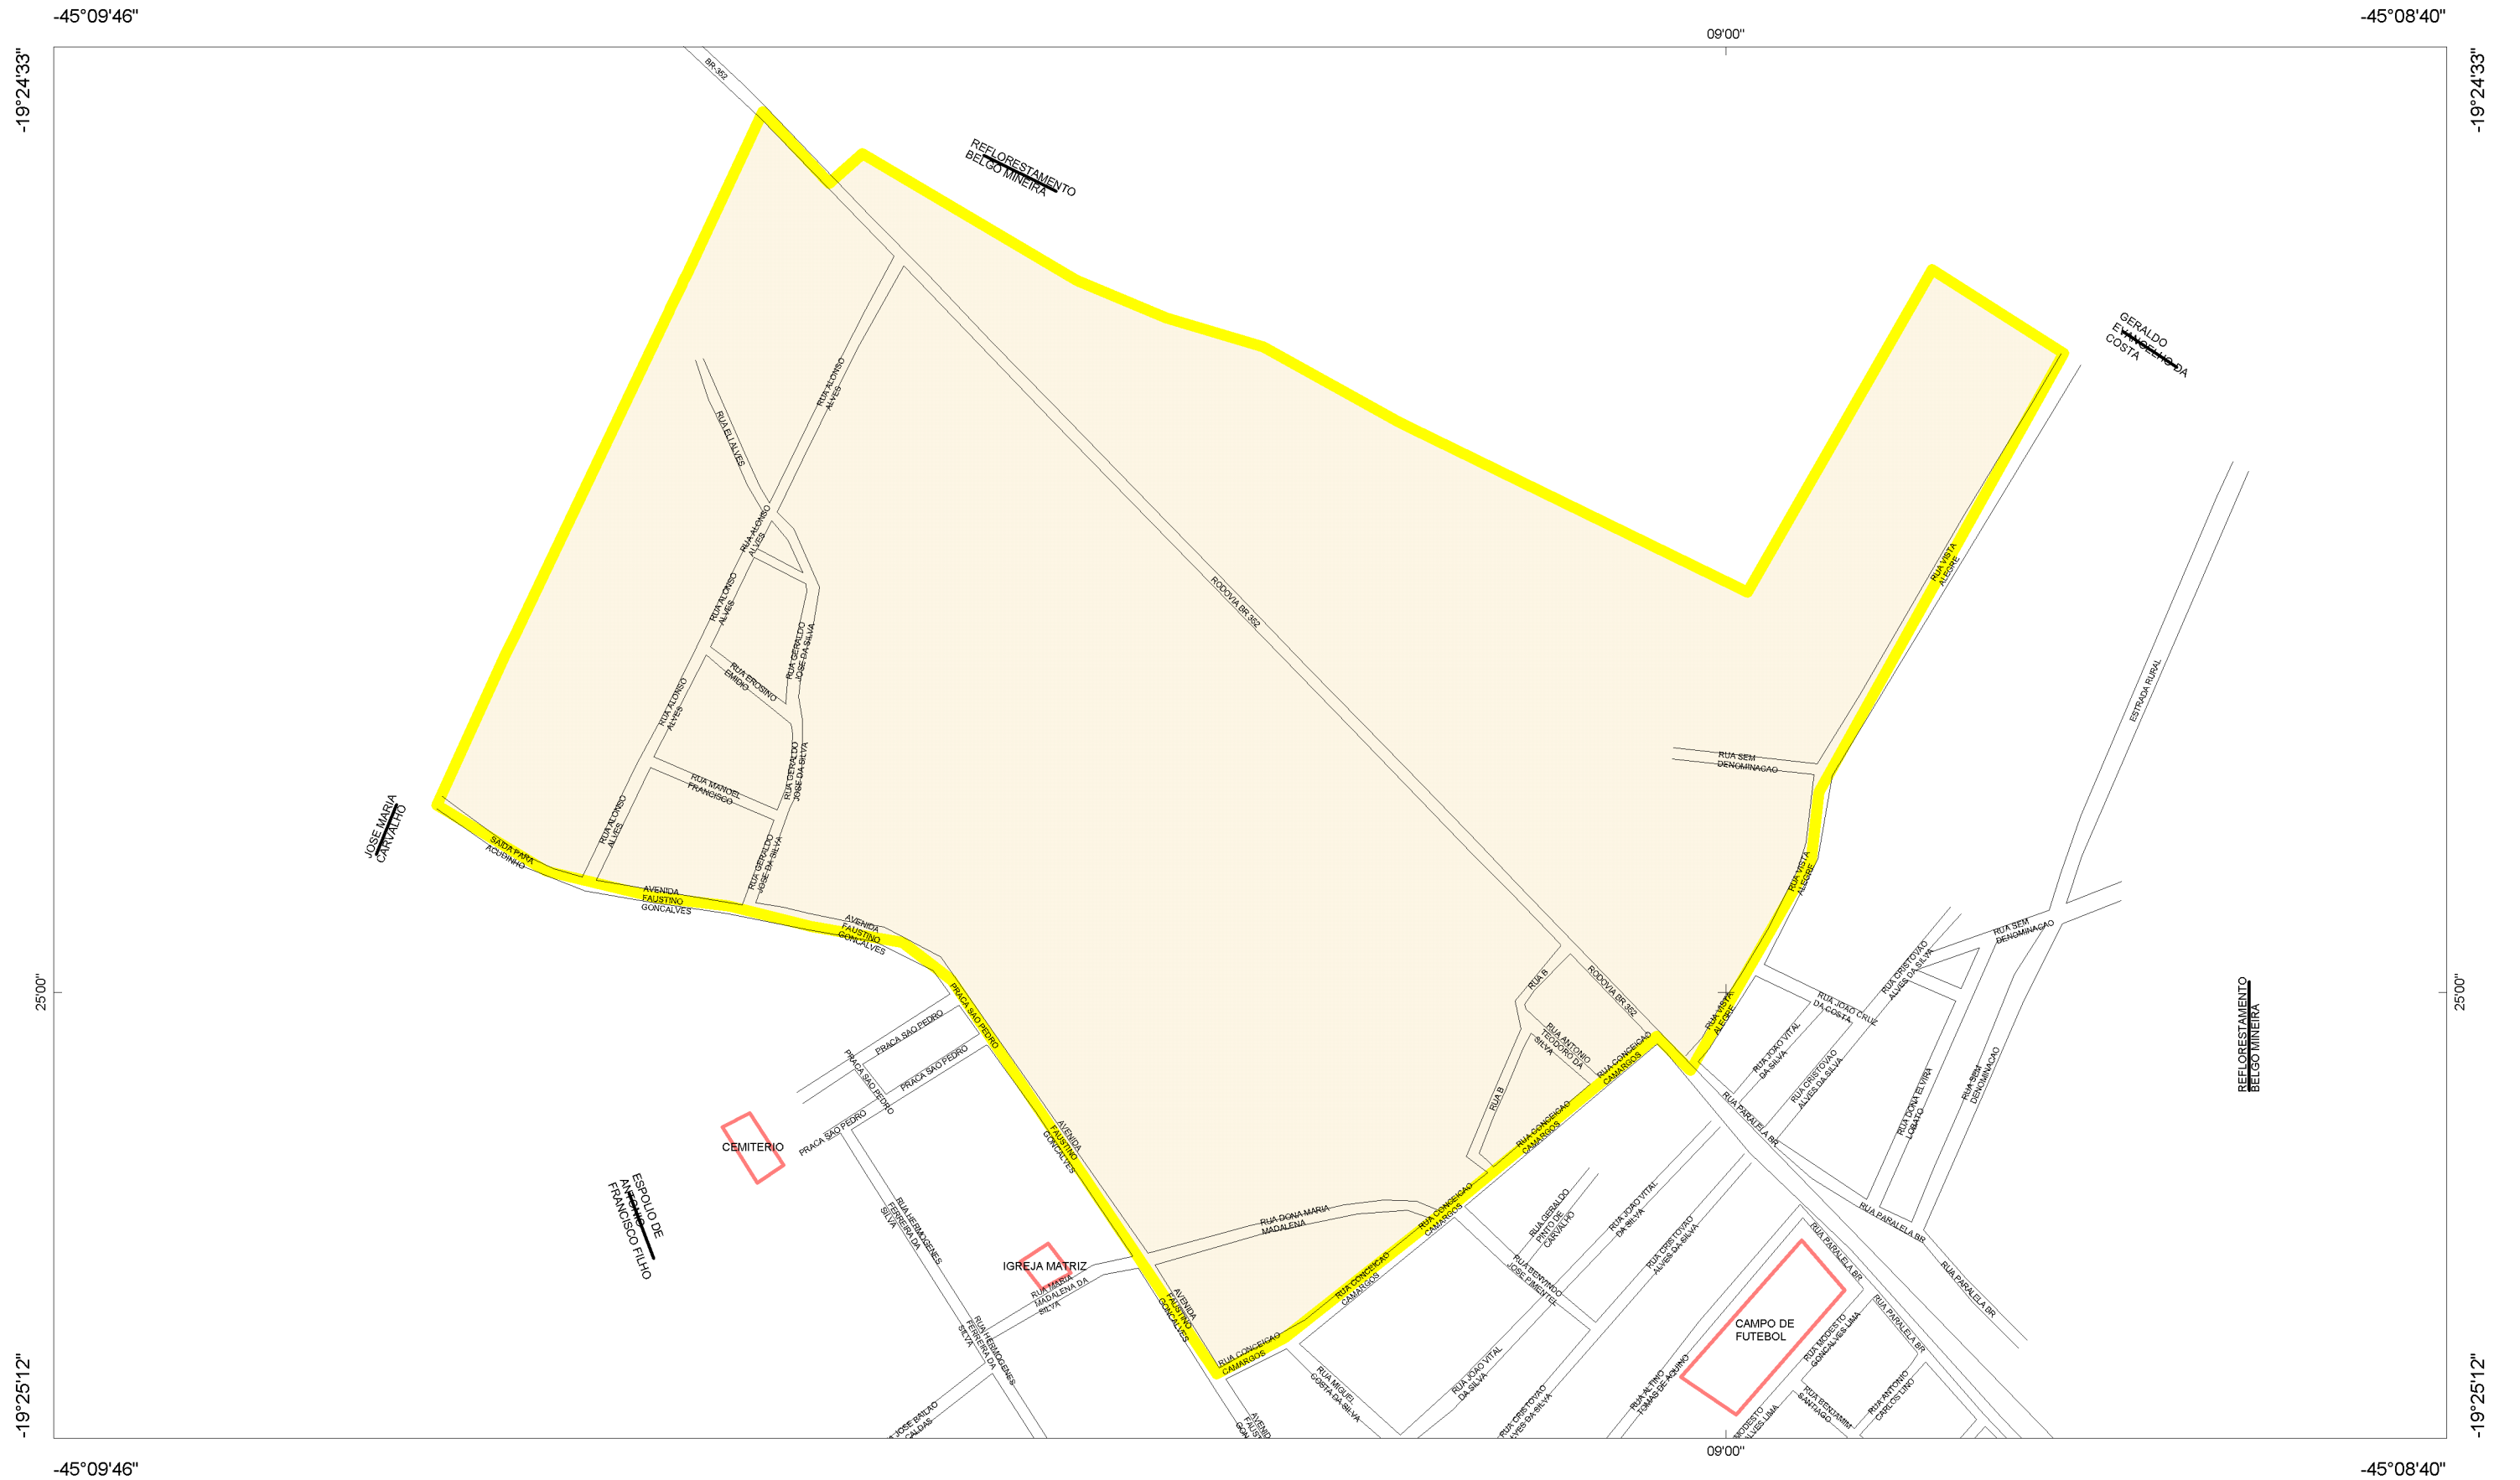 -45°09'46"
-45°08'40"
09'00"
-19°24'33"
-19°24'33"
BR-352
REFLORESTAMENTO
BELGO MINEIRA
GERALDO
EVANGELHO DA
COSTA
RUA ALONSO
ALVES
RUA ELI ALVES
RUA ALONSO
ALVES
RUA VISTA
ALEGRE
RUA ALONSO
ALVES
RODOVIA BR 352
RUA GERALDO
JOSE DA SILVA
RUA EROSINO
EMIDIO
RUA ALONSO
ALVES
ESTRADA RURAL
RUA SEM
DENOMINACAO
RUA GERALDO
JOSE DA SILVA
RUA MANOEL
FRANCISCO
JOSE MARIA
CARVALHO
RUA ALONSO
ALVES
SAIDA PARA
ACUDINHO
RUA GERALDO
JOSE DA SILVA
RUA VISTA
ALEGRE
AVENIDA
FAUSTINO
GONCALVES
AVENIDA
FAUSTINO
GONCALVES
RUA SEM
DENOMINACAO
RUA CRISTOVAO
ALVES DA SILVA
RUA B
RODOVIA BR 352
25'00"
25'00"
PRACA SAO PEDRO
RUA VISTA
ALEGRE
RUA JOAO CRUZ
DA COSTA
REFLORESTAMENTO
BELGO MINEIRA
PRACA SAO PEDRO
RUA ANTONIO
TEODORO DA
SILVA
RUA CONCEICAO
CAMARGOS
RUA JOAO VITAL
DA SILVA
PRACA SAO PEDRO
PRACA SAO PEDRO
RUA CRISTOVAO
ALVES DA SILVA
RUA SEM
DENOMINACAO
RUA B
RUA DONA ELVIRA
LOBATO
RUA PARALELA BR
PRACA SAO PEDRO
CEMITERIO
AVENIDA
FAUSTINO
GONCALVES
RUA CONCEICAO
CAMARGOS
ESPOLIO DE
ANTONIO
FRANCISCO FILHO
RUA HERMOGENES
FERREIRA DA
SILVA
RUA DONA MARIA
MADALENA
RUA CONCEICAO
CAMARGOS
RUA GERALDO
PINTO DE
CARVALHO
RUA JOAO VITAL
DA SILVA
RUA CRISTOVAO
ALVES DA SILVA
RUA PARALELA BR
RUA PARALELA BR
IGREJA MATRIZ
RUA MARIA
MADALENA DA
SILVA
RUA CONCEICAO
CAMARGOS
RUA BENVINDO
JOSE PIMENTEL
RUA PARALELA BR
AVENIDA
FAUSTINO
GONCALVES
CAMPO DE
FUTEBOL
RUA MODESTO
GONCALVES LIMA
RUA PARALELA BR
RUA HERMOGENES
FERREIRA DA
SILVA
RUA CONCEICAO
CAMARGOS
RUA MIGUEL
COSTA DA SILVA
RUA JOAO VITAL
DA SILVA
RUA ALTINO
TOMAS DE AQUINO
RUA BENJAMIM
SANTIAGO
RUA ANTONIO
CARLOS LINO
RUA CRISTOVAO
ALVES DA SILVA
JOSE BAILAO
CALDAS
AVENIDA
FAUST
GON
MODESTO
ALVES LIMA
-19°25'12"
-19°25'12"
09'00"
-45°09'46"
-45°08'40"